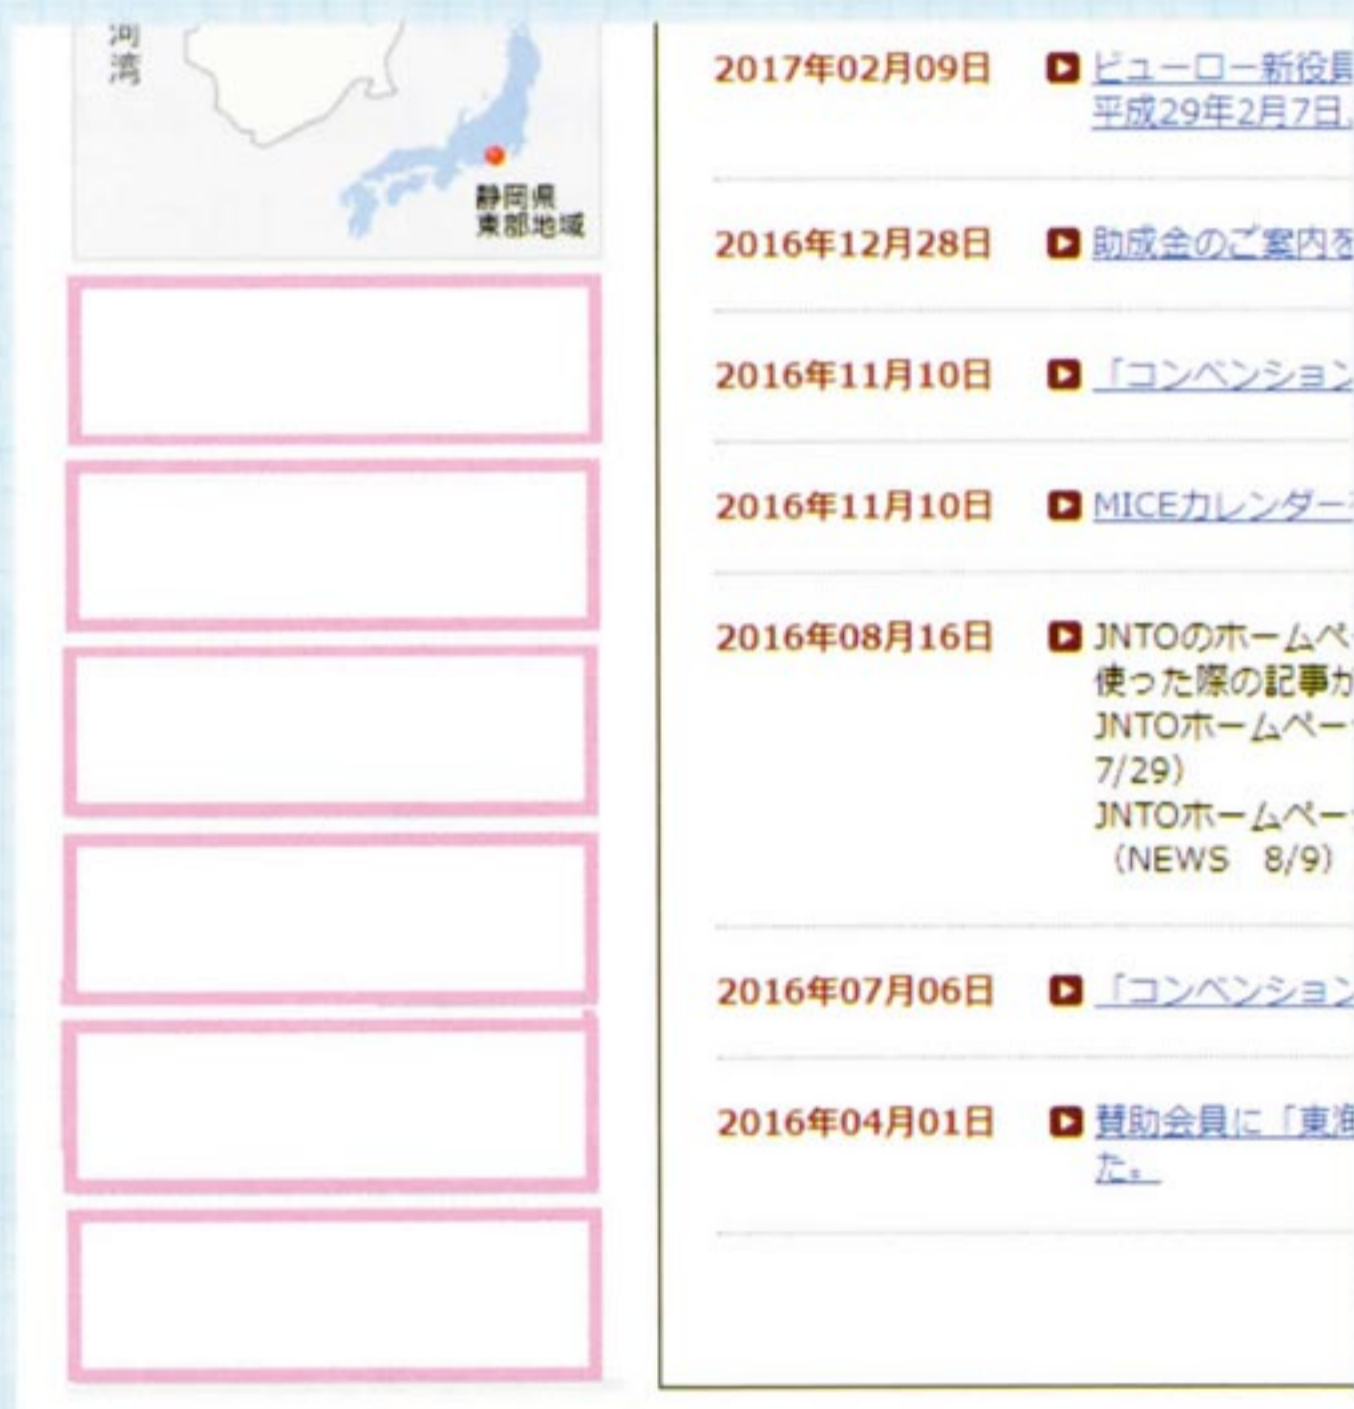 河湾
静岡県
東部地域
2017年02月09日 ビューロー新役員
平成29年2月7日
2016年12月28日 助成金のご案内を
2016年11月10日 「コンベンション
2016年11月10日 MICEカレンダー
2016年08月16日 JNTOのホームペ
使った際の記事が
JNTOホームペー
7/29)
JNTOホームペー
(NEWS 8/9)
2016年07月06日 「コンベンション
2016年04月01日 賛助会員に「東海
た。